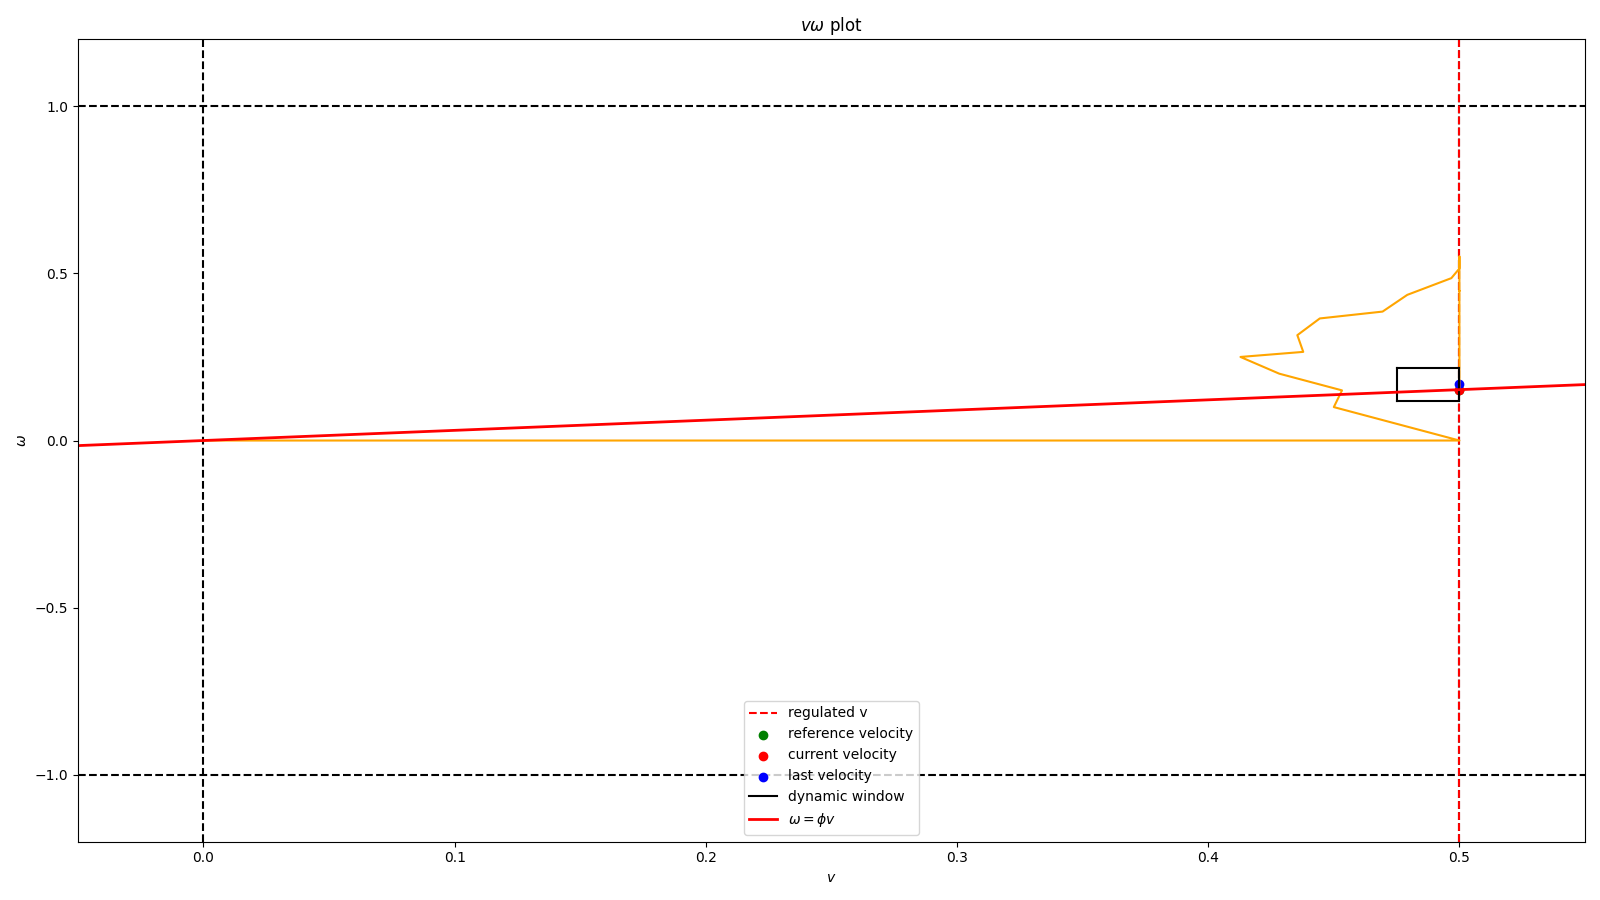 vω plot
ω
1.0
0.5
0.0
−0.5
−1.0
regulated v
reference velocity
current velocity
last velocity
dynamic window
ω = ϕv
0.0 0.1 0.2 0.3 0.4 0.5
v